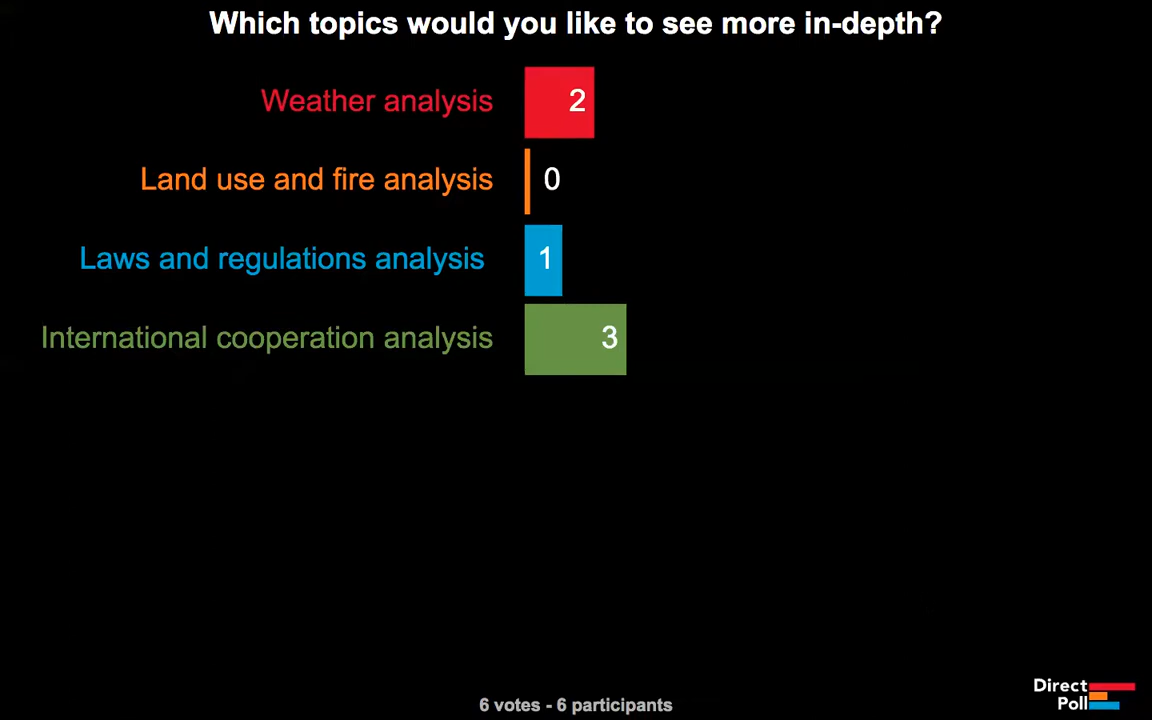 Which topics would you like to see more in-depth?
Weather analysis 2
Land use and fire analysis 0
Laws and regulations analysis 1
International cooperation analysis 3
6 votes - 6 participants
Direct
Poll